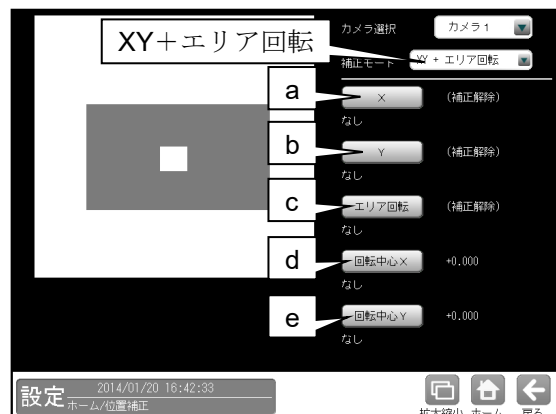 XY＋エリア回転
カメラ選択 カメラ1
補正モード XY + エリア回転
a X (補正解除)
なし
b Y (補正解除)
なし
c エリア回転 (補正解除)
なし
d 回転中心X +0.000
なし
e 回転中心Y +0.000
なし
設定 2014/01/20 16:42:33
ホーム/位置補正
拡大縮小 ホーム 戻る